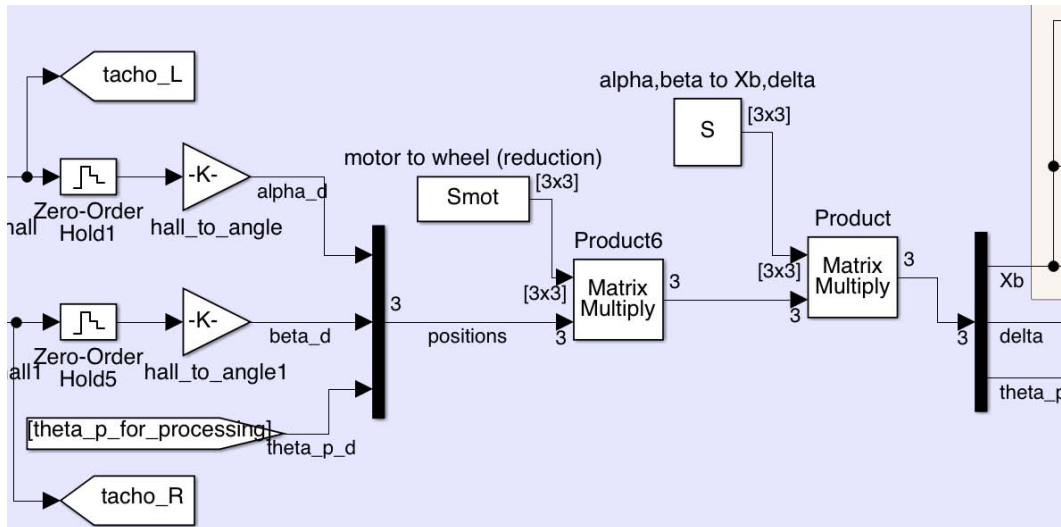 tacho_L
alpha,beta to Xb,delta
[3x3]
S
motor to wheel (reduction)
-K-
alpha_d
[3x3]
Smot
Zero-Order
Hold1
hall_to_angle
Product
Product6
3
[3x3]
Matrix
Multiply
3
[3x3]
Matrix
Multiply
3
Xb
3
-K-
beta_d
positions
3
3
delta
Zero-Order
Hold5
hall_to_angle1
[theta_p_for_processing]
theta_p_d
theta_p
tacho_R